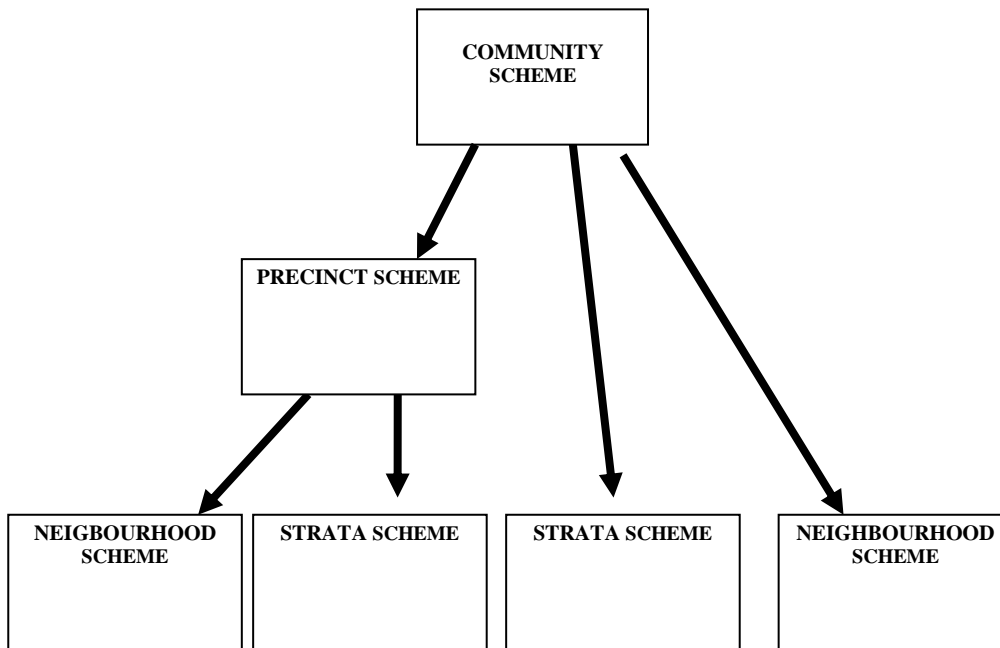 COMMUNITY
SCHEME
PRECINCT SCHEME
NEIGBOURHOOD
SCHEME
STRATA SCHEME
STRATA SCHEME
NEIGHBOURHOOD
SCHEME